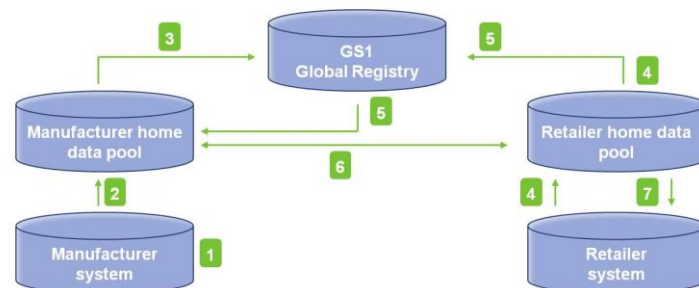 3
GS1
Global Registry
5
4
5
Manufacturer home
data pool
Retailer home data
pool
6
2
4
7
Manufacturer
system
1
Retailer
system